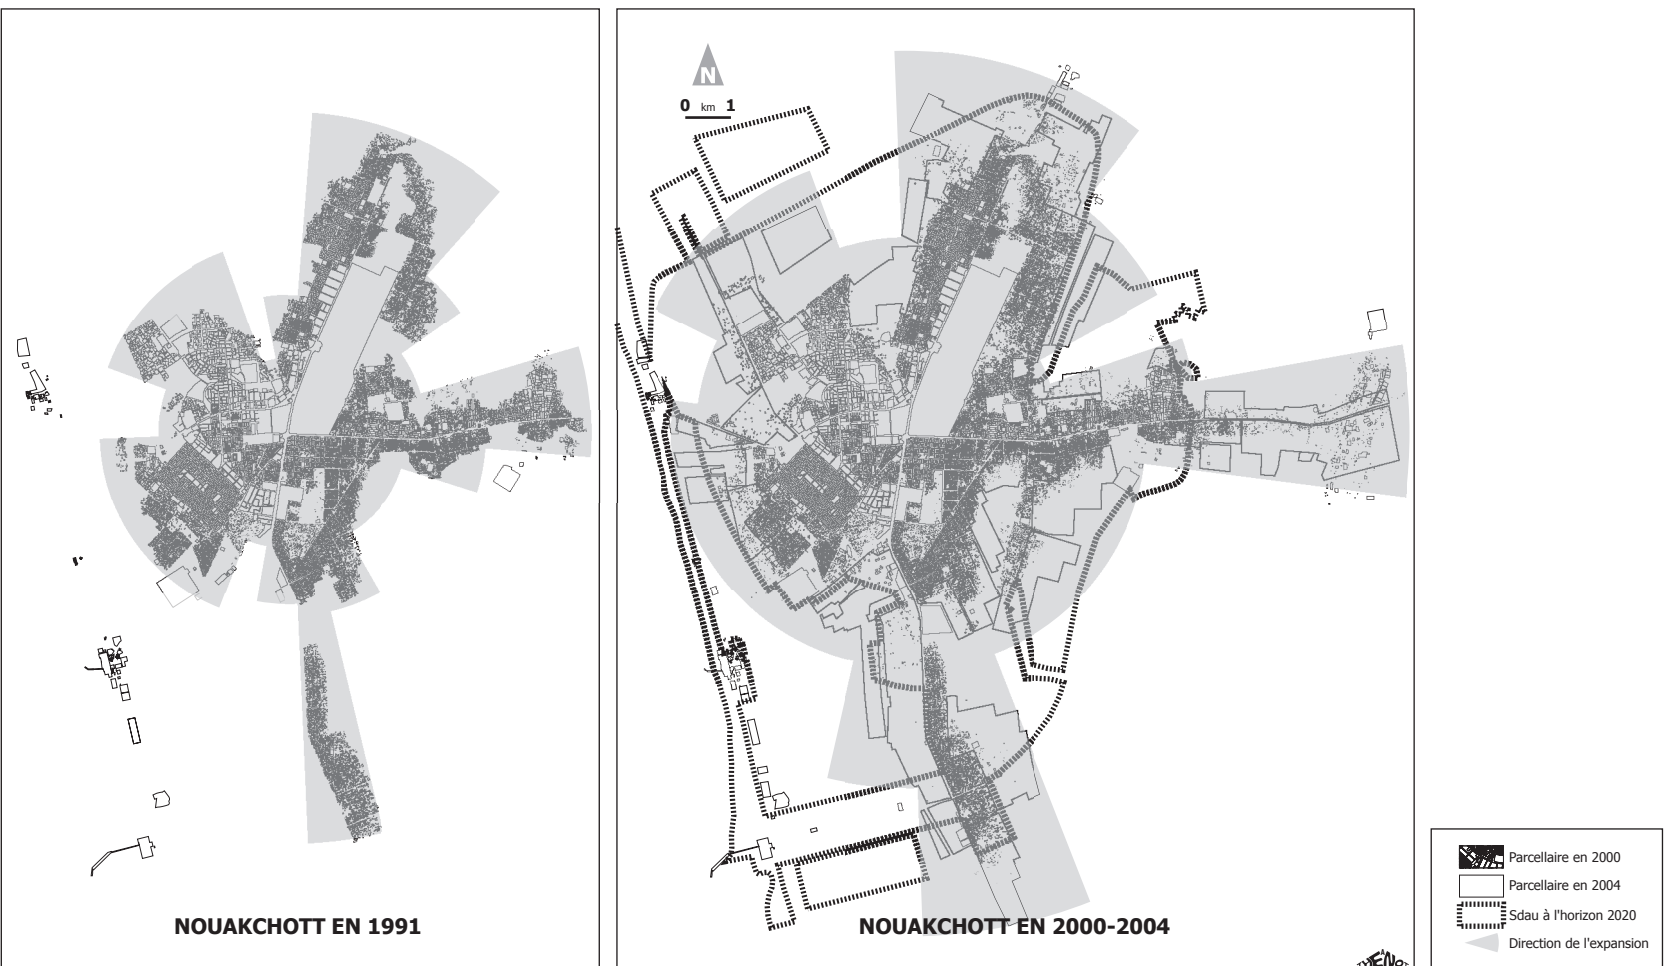 N
0 km 1
NOUAKCHOTT EN 1991
NOUAKCHOTT EN 2000-2004
Parcellaire en 2000
Parcellaire en 2004
Sdau à l'horizon 2020
Direction de l'expansion